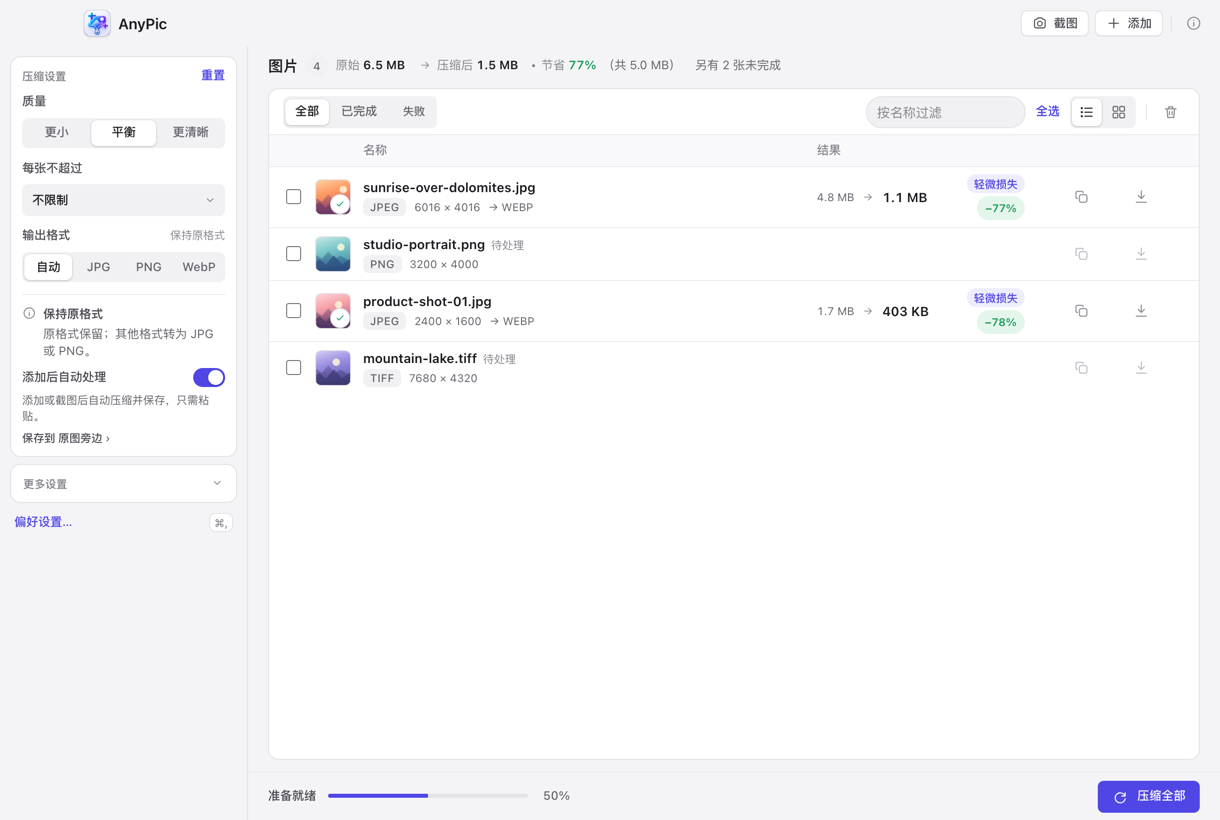 AnyPic
截图
添加
压缩设置
重置
质量
更小 平衡 更清晰
每张不超过
不限制
输出格式 保持原格式
自动 JPG PNG WebP
保持原格式
原格式保留；其他格式转为 JPG
或 PNG。
添加后自动处理
添加或截图后自动压缩并保存，只需粘
贴。
保存到 原图旁边 ›
更多设置
偏好设置... ⌘,
图片 4 原始 6.5 MB → 压缩后 1.5 MB • 节省 77% (共 5.0 MB) 另有 2 张未完成
全部 已完成 失败 按名称过滤 全选
名称 结果
sunrise-over-dolomites.jpg
JPEG 6016 × 4016 → WEBP
4.8 MB → 1.1 MB
轻微损失
−77%
studio-portrait.png 待处理
PNG 3200 × 4000
product-shot-01.jpg
JPEG 2400 × 1600 → WEBP
1.7 MB → 403 KB
轻微损失
−78%
mountain-lake.tiff 待处理
TIFF 7680 × 4320
准备就绪 50% 压缩全部